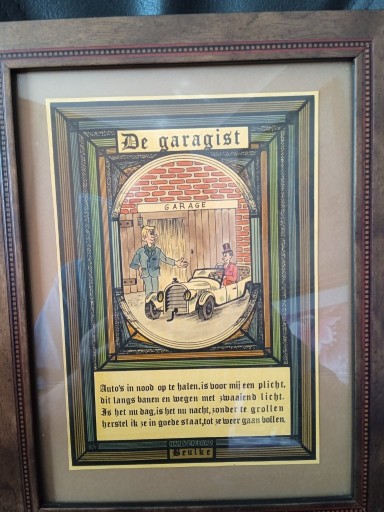 De garagist
GARAGE
Auto's in nood op te halen, is voor mij een plicht,
dit langs banen en wegen met zwaaiend licht.
Is het nu dag, is het nu nacht, zonder te grollen
herstel ik ze in goede staat, tot ze weer gaan bollen.
Beulke